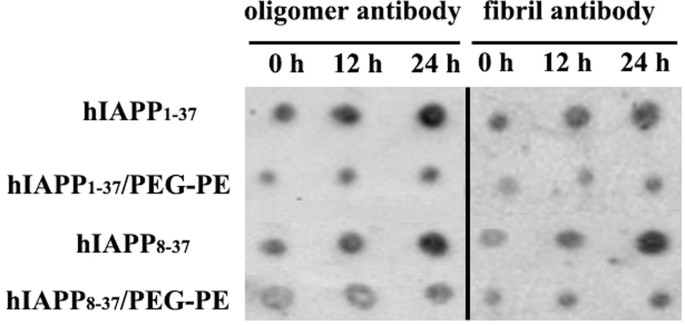 oligomer antibody fibril antibody
0 h 12 h 24 h 0 h 12 h 24 h
hIAPP1-37
hIAPP1-37/PEG-PE
hIAPP8-37
hIAPP8-37/PEG-PE